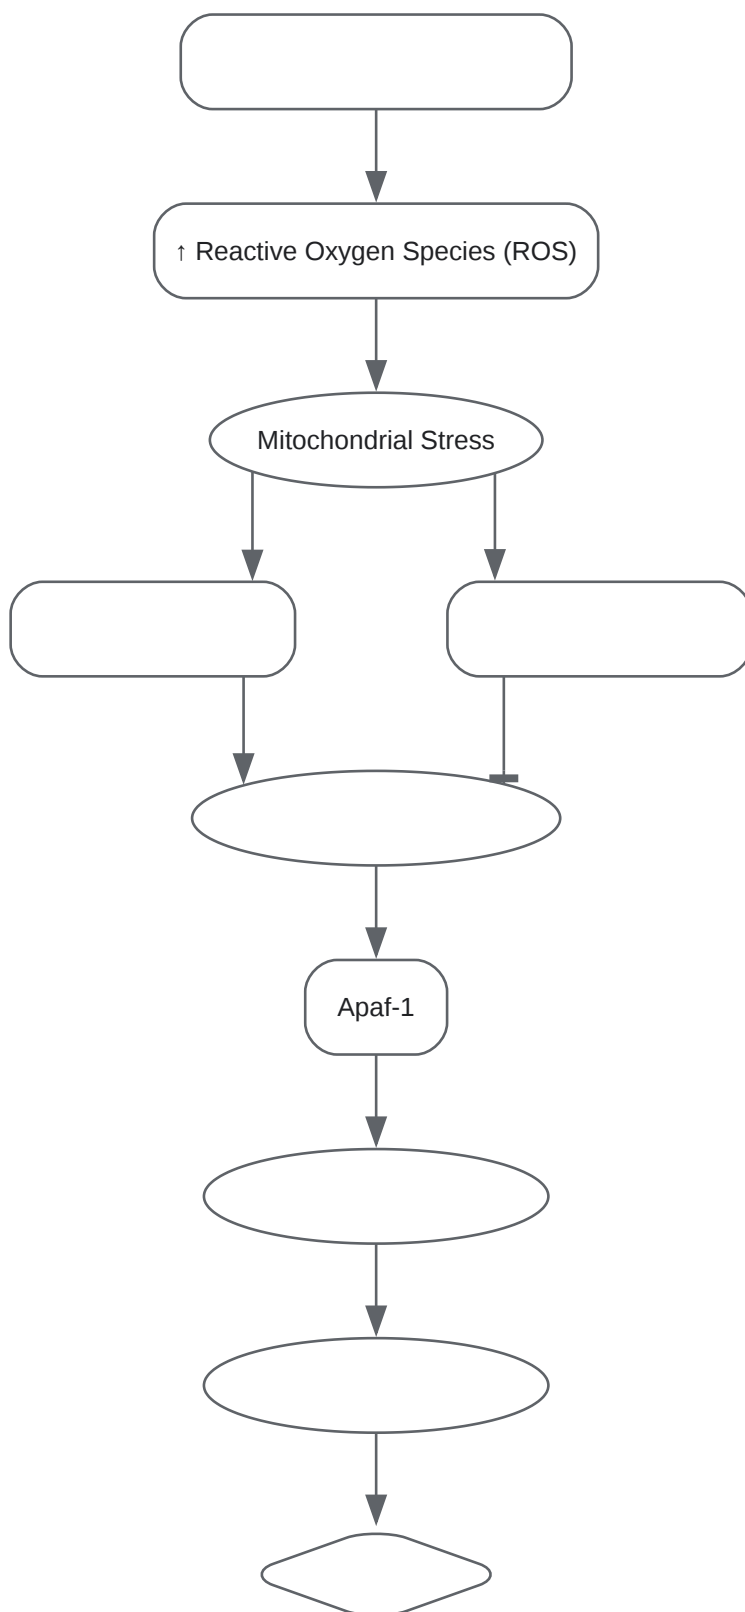 ↑ Reactive Oxygen Species (ROS)
Mitochondrial Stress
Apaf-1